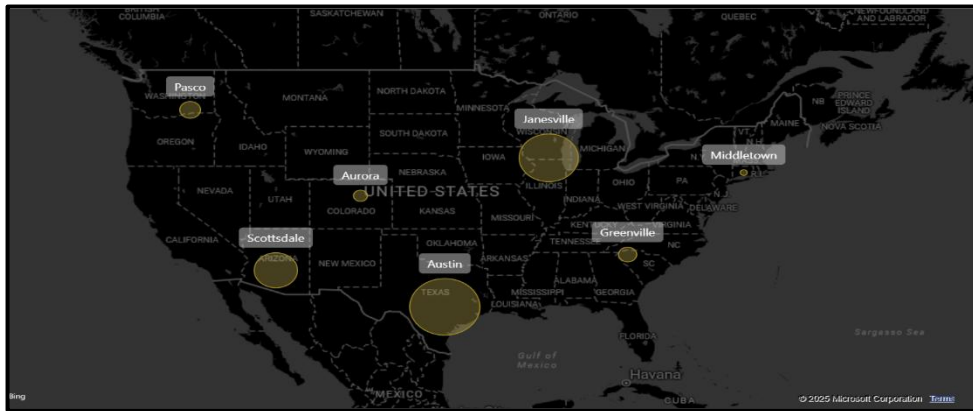 BRITISH
COLUMBIA
SASKATCHEWAN
ONTARIO
QUEBEC
NEWFOUNDLAND
AND LABRADOR
Pasco
WASHINGTON
MONTANA
NORTH DAKOTA
MINNESOTA
Janesville
WISCONSIN
NB
PRINCE
EDWARD
ISLAND
MAINE
NOVA SCOTIA
OREGON
IDAHO
SOUTH DAKOTA
MICHIGAN
VT
N.H.
N.Y.
Middletown
WYOMING
IOWA
Aurora
NEBRASKA
R.I.
NEVADA
UTAH
UNITED STATES
ILLINOIS
INDIANA
OHIO
PA
N.J.
COLORADO
KANSAS
MISSOURI
WEST VIRGINIA
DELAWARE
KENTUCKY
VIRGINIA
Scottsdale
CALIFORNIA
ARIZONA
NEW MEXICO
OKLAHOMA
ARKANSAS
TENNESSEE
Greenville
NC
SC
Austin
TEXAS
MISSISSIPPI
ALABAMA
GEORGIA
LOUISIANA
FLORIDA
Gulf of
Mexico
Sargasso Sea
Havana
CUBA
MEXICO
Bing
© 2025 Microsoft Corporation Terms